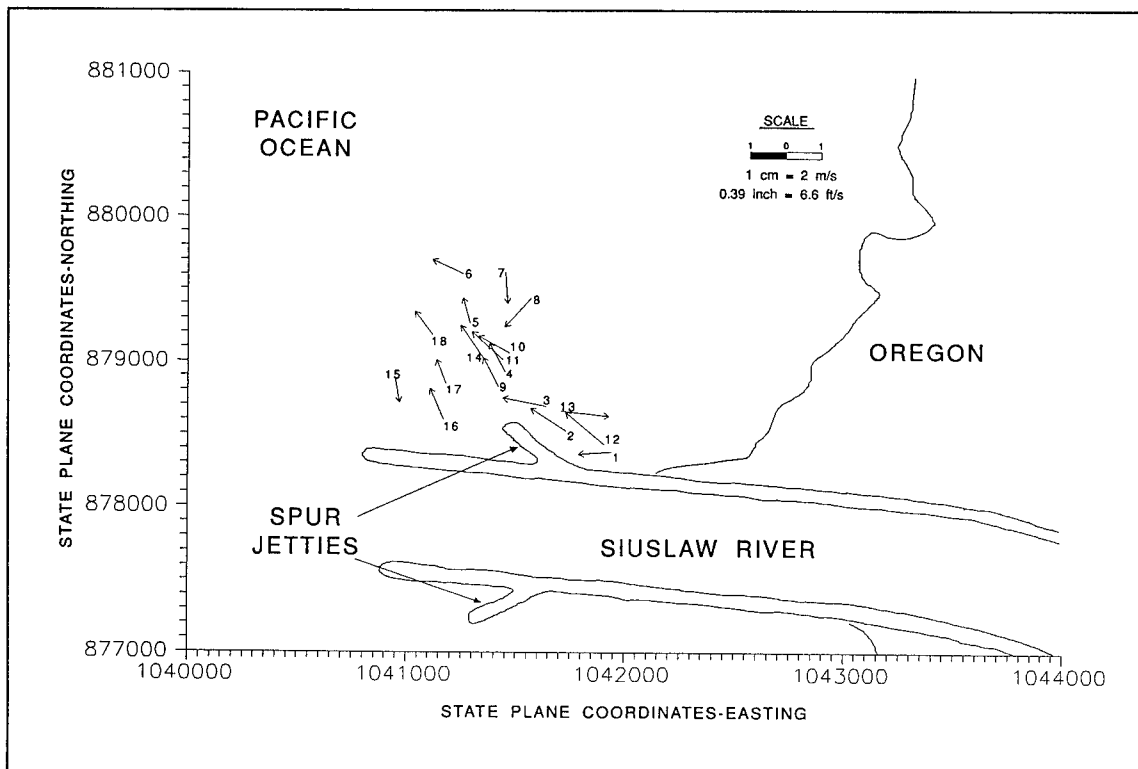 881000
880000
879000
878000
877000
STATE PLANE COORDINATES-NORTHING
PACIFIC
OCEAN
SCALE
1 0 1
1 cm = 2 m/s
0.39 inch = 6.6 ft/s
6
7
8
5
18
10
11
14
4
15
17
9
3
13
16
2
12
1
OREGON
SPUR
JETTIES
SIUSLAW RIVER
1040000 1041000 1042000 1043000 1044000
STATE PLANE COORDINATES-EASTING